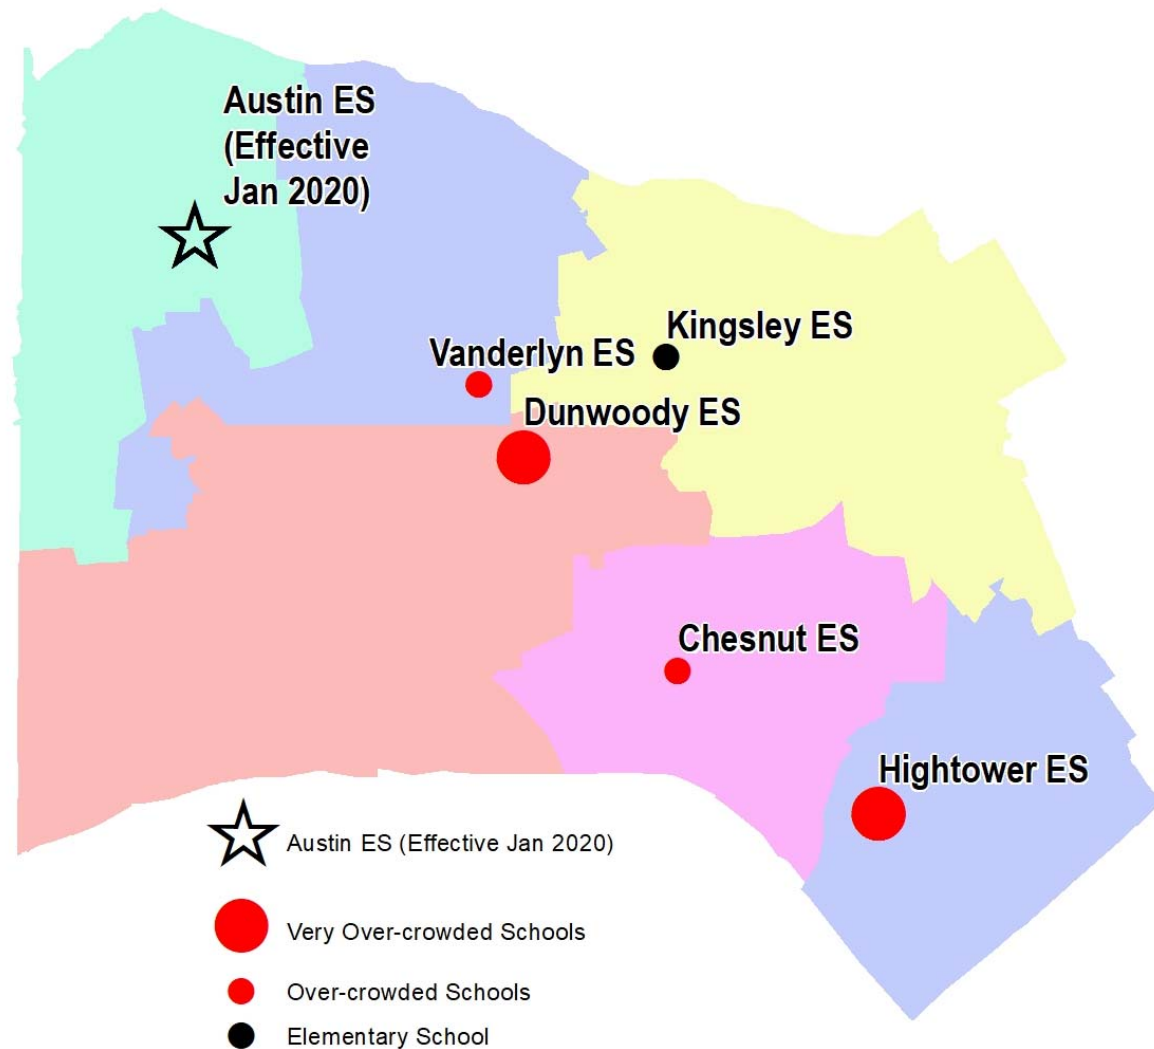 Austin ES
(Effective
Jan 2020)
Kingsley ES
Vanderlyn ES
Dunwoody ES
Chesnut ES
Hightower ES
Austin ES (Effective Jan 2020)
Very Over-crowded Schools
Over-crowded Schools
Elementary School